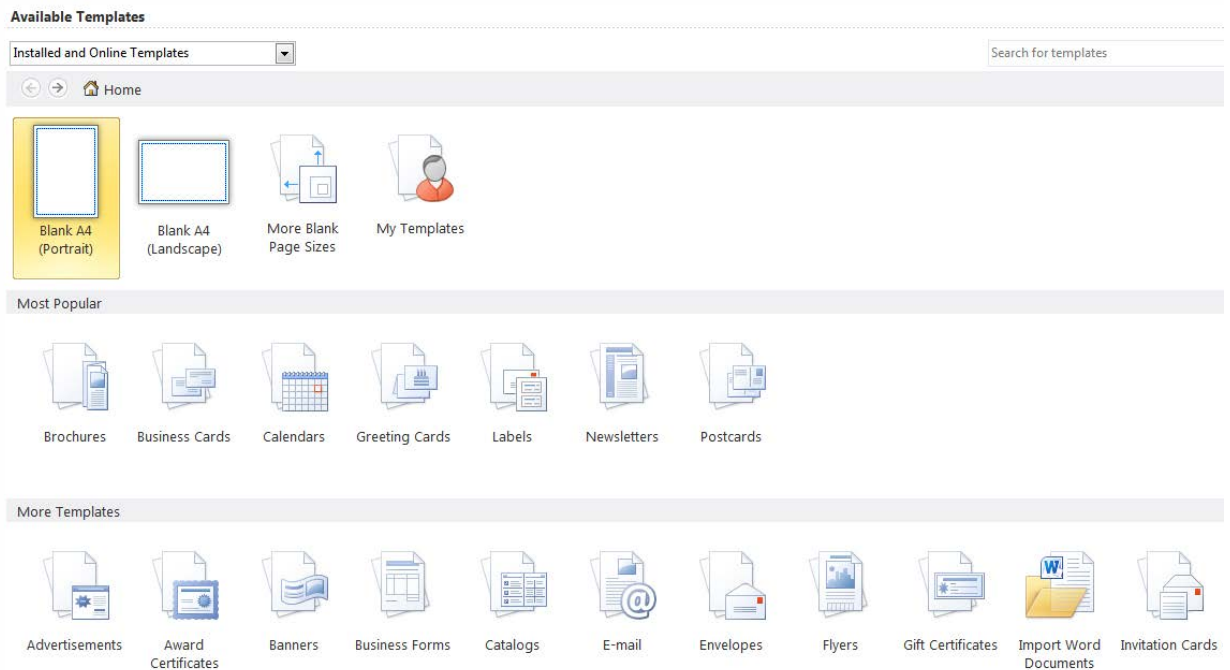 Available Templates
Installed and Online Templates
Search for templates
Home
Blank A4
(Portrait)
Blank A4
(Landscape)
More Blank
Page Sizes
My Templates
Most Popular
Brochures
Business Cards
Calendars
Greeting Cards
Labels
Newsletters
Postcards
More Templates
Advertisements
Award
Certificates
Banners
Business Forms
Catalogs
E-mail
Envelopes
Flyers
Gift Certificates
Import Word
Documents
Invitation Cards